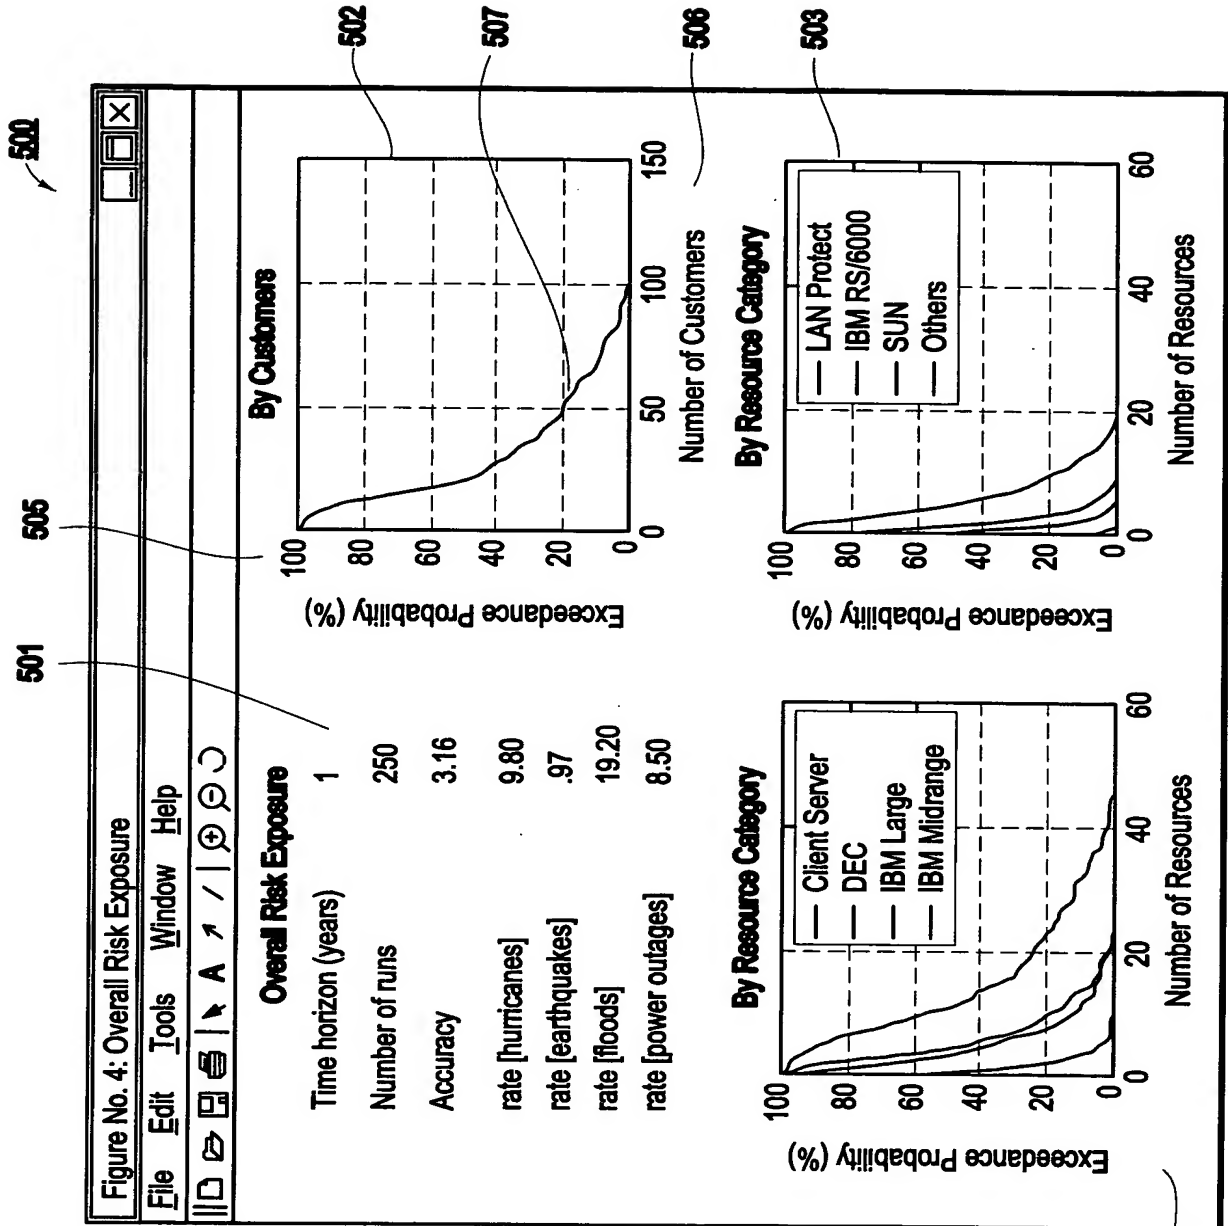 500
Figure No. 4: Overall Risk Exposure
File Edit Tools Window Help
A
501
505
502
507
506
503
Overall Risk Exposure
Time horizon (years) 1
Number of runs 250
Accuracy 3.16
rate [hurricanes] 9.80
rate [earthquakes] .97
rate [floods] 19.20
rate [power outages] 8.50
By Customers
Exceedance Probability (%)
100
80
60
40
20
0
0 50 100 150
Number of Customers
By Resource Category
Exceedance Probability (%)
100
80
60
40
20
0
Client Server
DEC
IBM Large
IBM Midrange
0 20 40 60
Number of Resources
By Resource Category
Exceedance Probability (%)
100
80
60
40
20
0
LAN Protect
IBM RS/6000
SUN
Others
0 20 40 60
Number of Resources